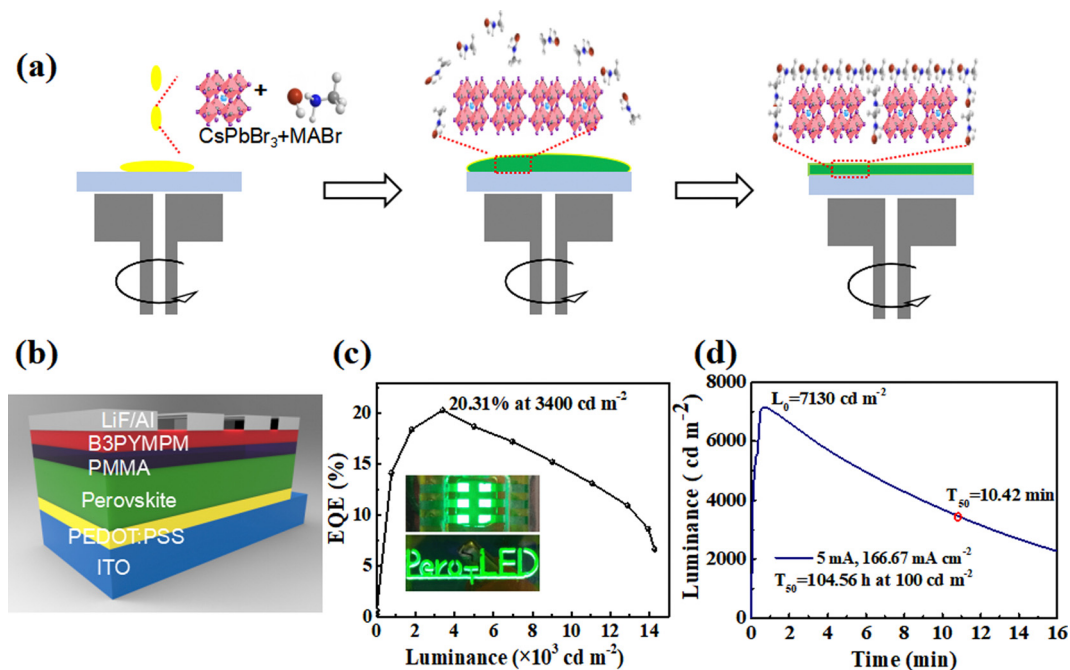 (a)
+
CsPbBr₃+MABr
(b)
LiF/Al
B3PYMPM
PMMA
Perovskite
PEDOT:PSS
ITO
(c)
20.31% at 3400 cd m⁻²
EQE (%)
20
15
10
5
0
Pero-LED
0 2 4 6 8 10 12 14
Luminance (×10³ cd m⁻²)
(d)
Luminance ( cd m⁻²)
8000
6000
4000
2000
0
L₀=7130 cd m⁻²
T₅₀=10.42 min
5 mA, 166.67 mA cm⁻²
T₅₀=104.56 h at 100 cd m⁻²
0 2 4 6 8 10 12 14 16
Time (min)